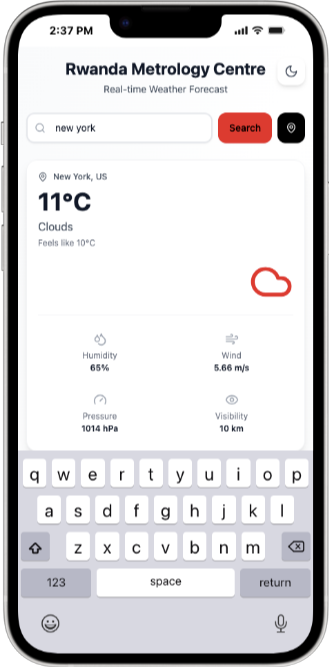 2:37 PM
Rwanda Metrology Centre
Real-time Weather Forecast
new york
Search
New York, US
11°C
Clouds
Feels like 10°C
Humidity
65%
Wind
5.66 m/s
Pressure
1014 hPa
Visibility
10 km
q w e r t y u i o p
a s d f g h j k l
z x c v b n m
123 space return